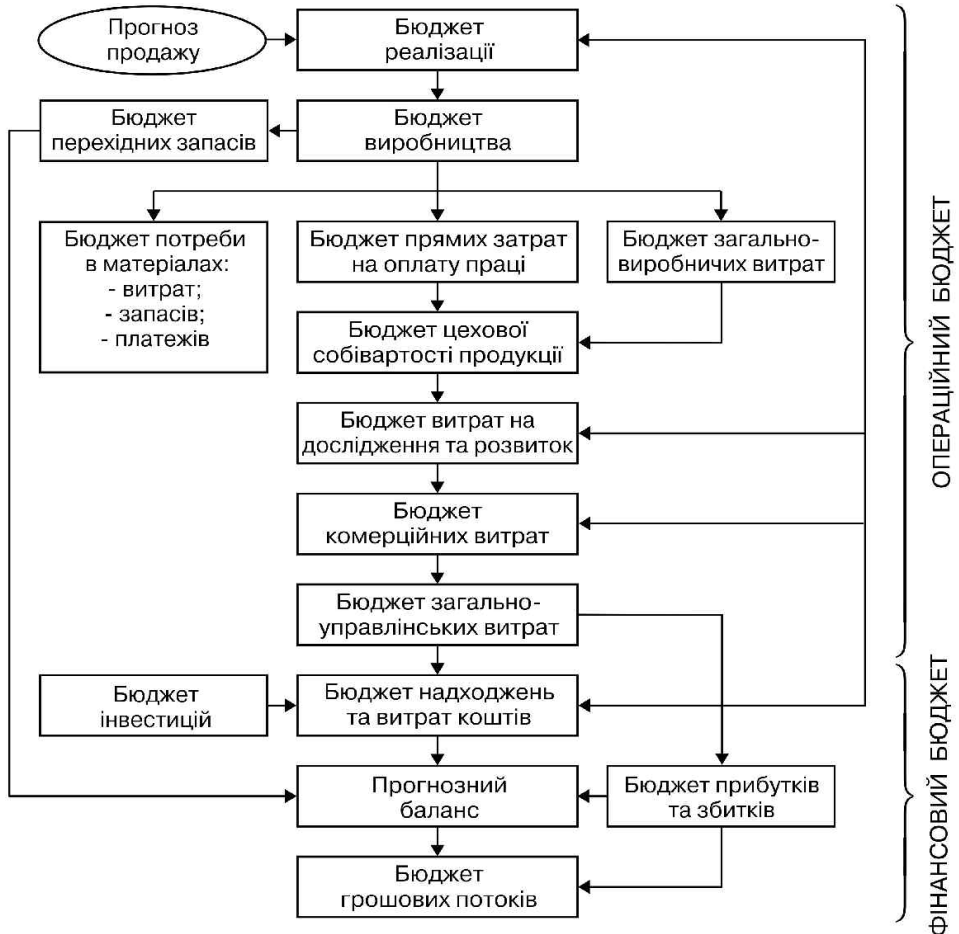 Прогноз
продажу
Бюджет
реалізації
Бюджет
перехідних запасів
Бюджет
виробництва
Бюджет потреби
в матеріалах:
- витрат;
- запасів;
- платежів
Бюджет прямих затрат
на оплату праці
Бюджет загально-
виробничих витрат
Бюджет цехової
собівартості продукції
Бюджет витрат на
дослідження та розвиток
Бюджет
комерційних витрат
Бюджет загально-
управлінських витрат
Бюджет
інвестицій
Бюджет надходжень
та витрат коштів
Прогнозний
баланс
Бюджет прибутків
та збитків
Бюджет
грошових потоків
ОПЕРАЦІЙНИЙ БЮДЖЕТ
ФІНАНСОВИЙ БЮДЖЕТ